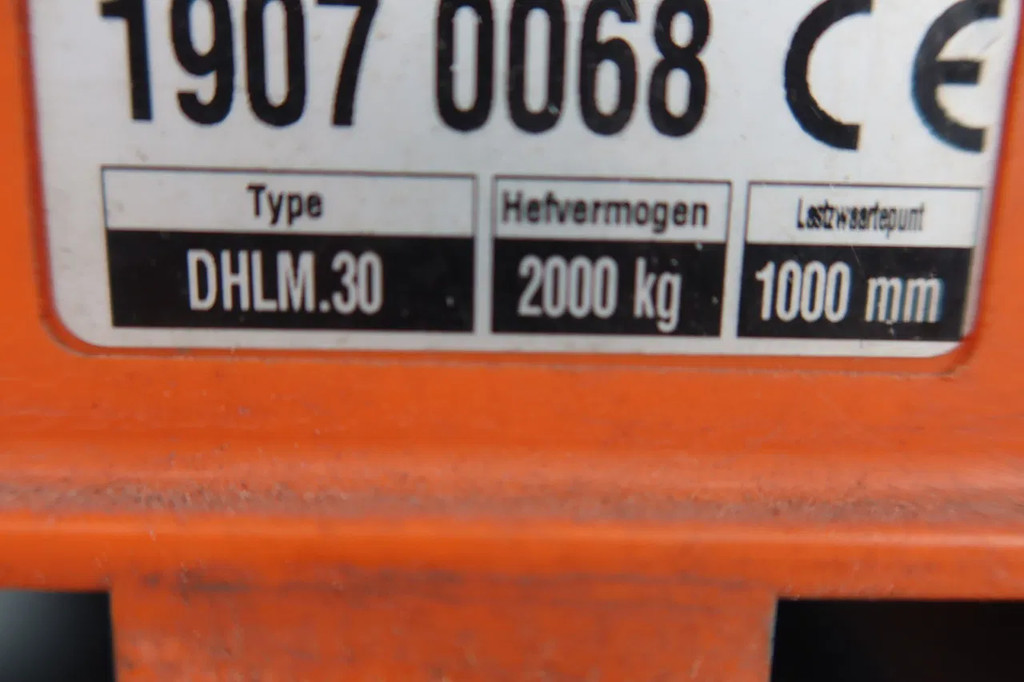 1907 0068 CE
Type Hefvermogen Lastzwaartepunt
DHLM.30 2000 kg 1000 mm